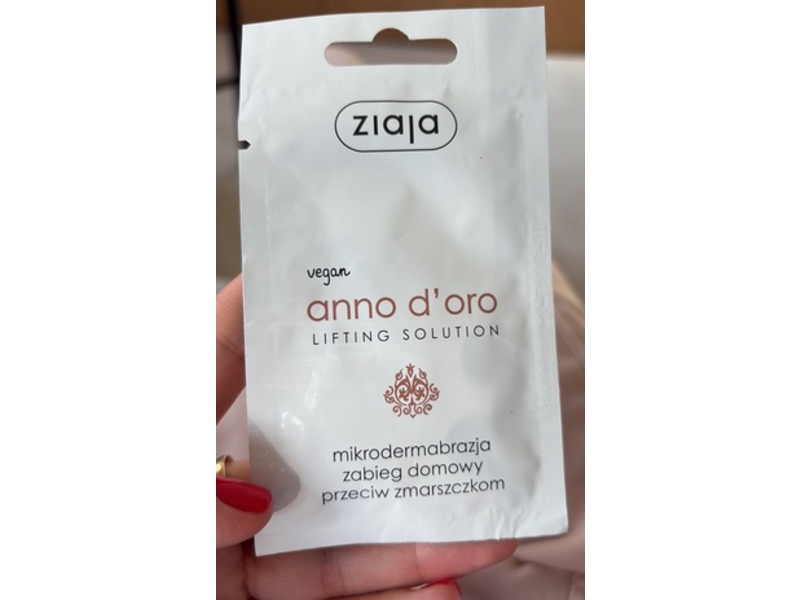 ziaja
vegan
anno d'oro
LIFTING SOLUTION
mikrodermabrazja
zabieg domowy
przeciw zmarszczkom